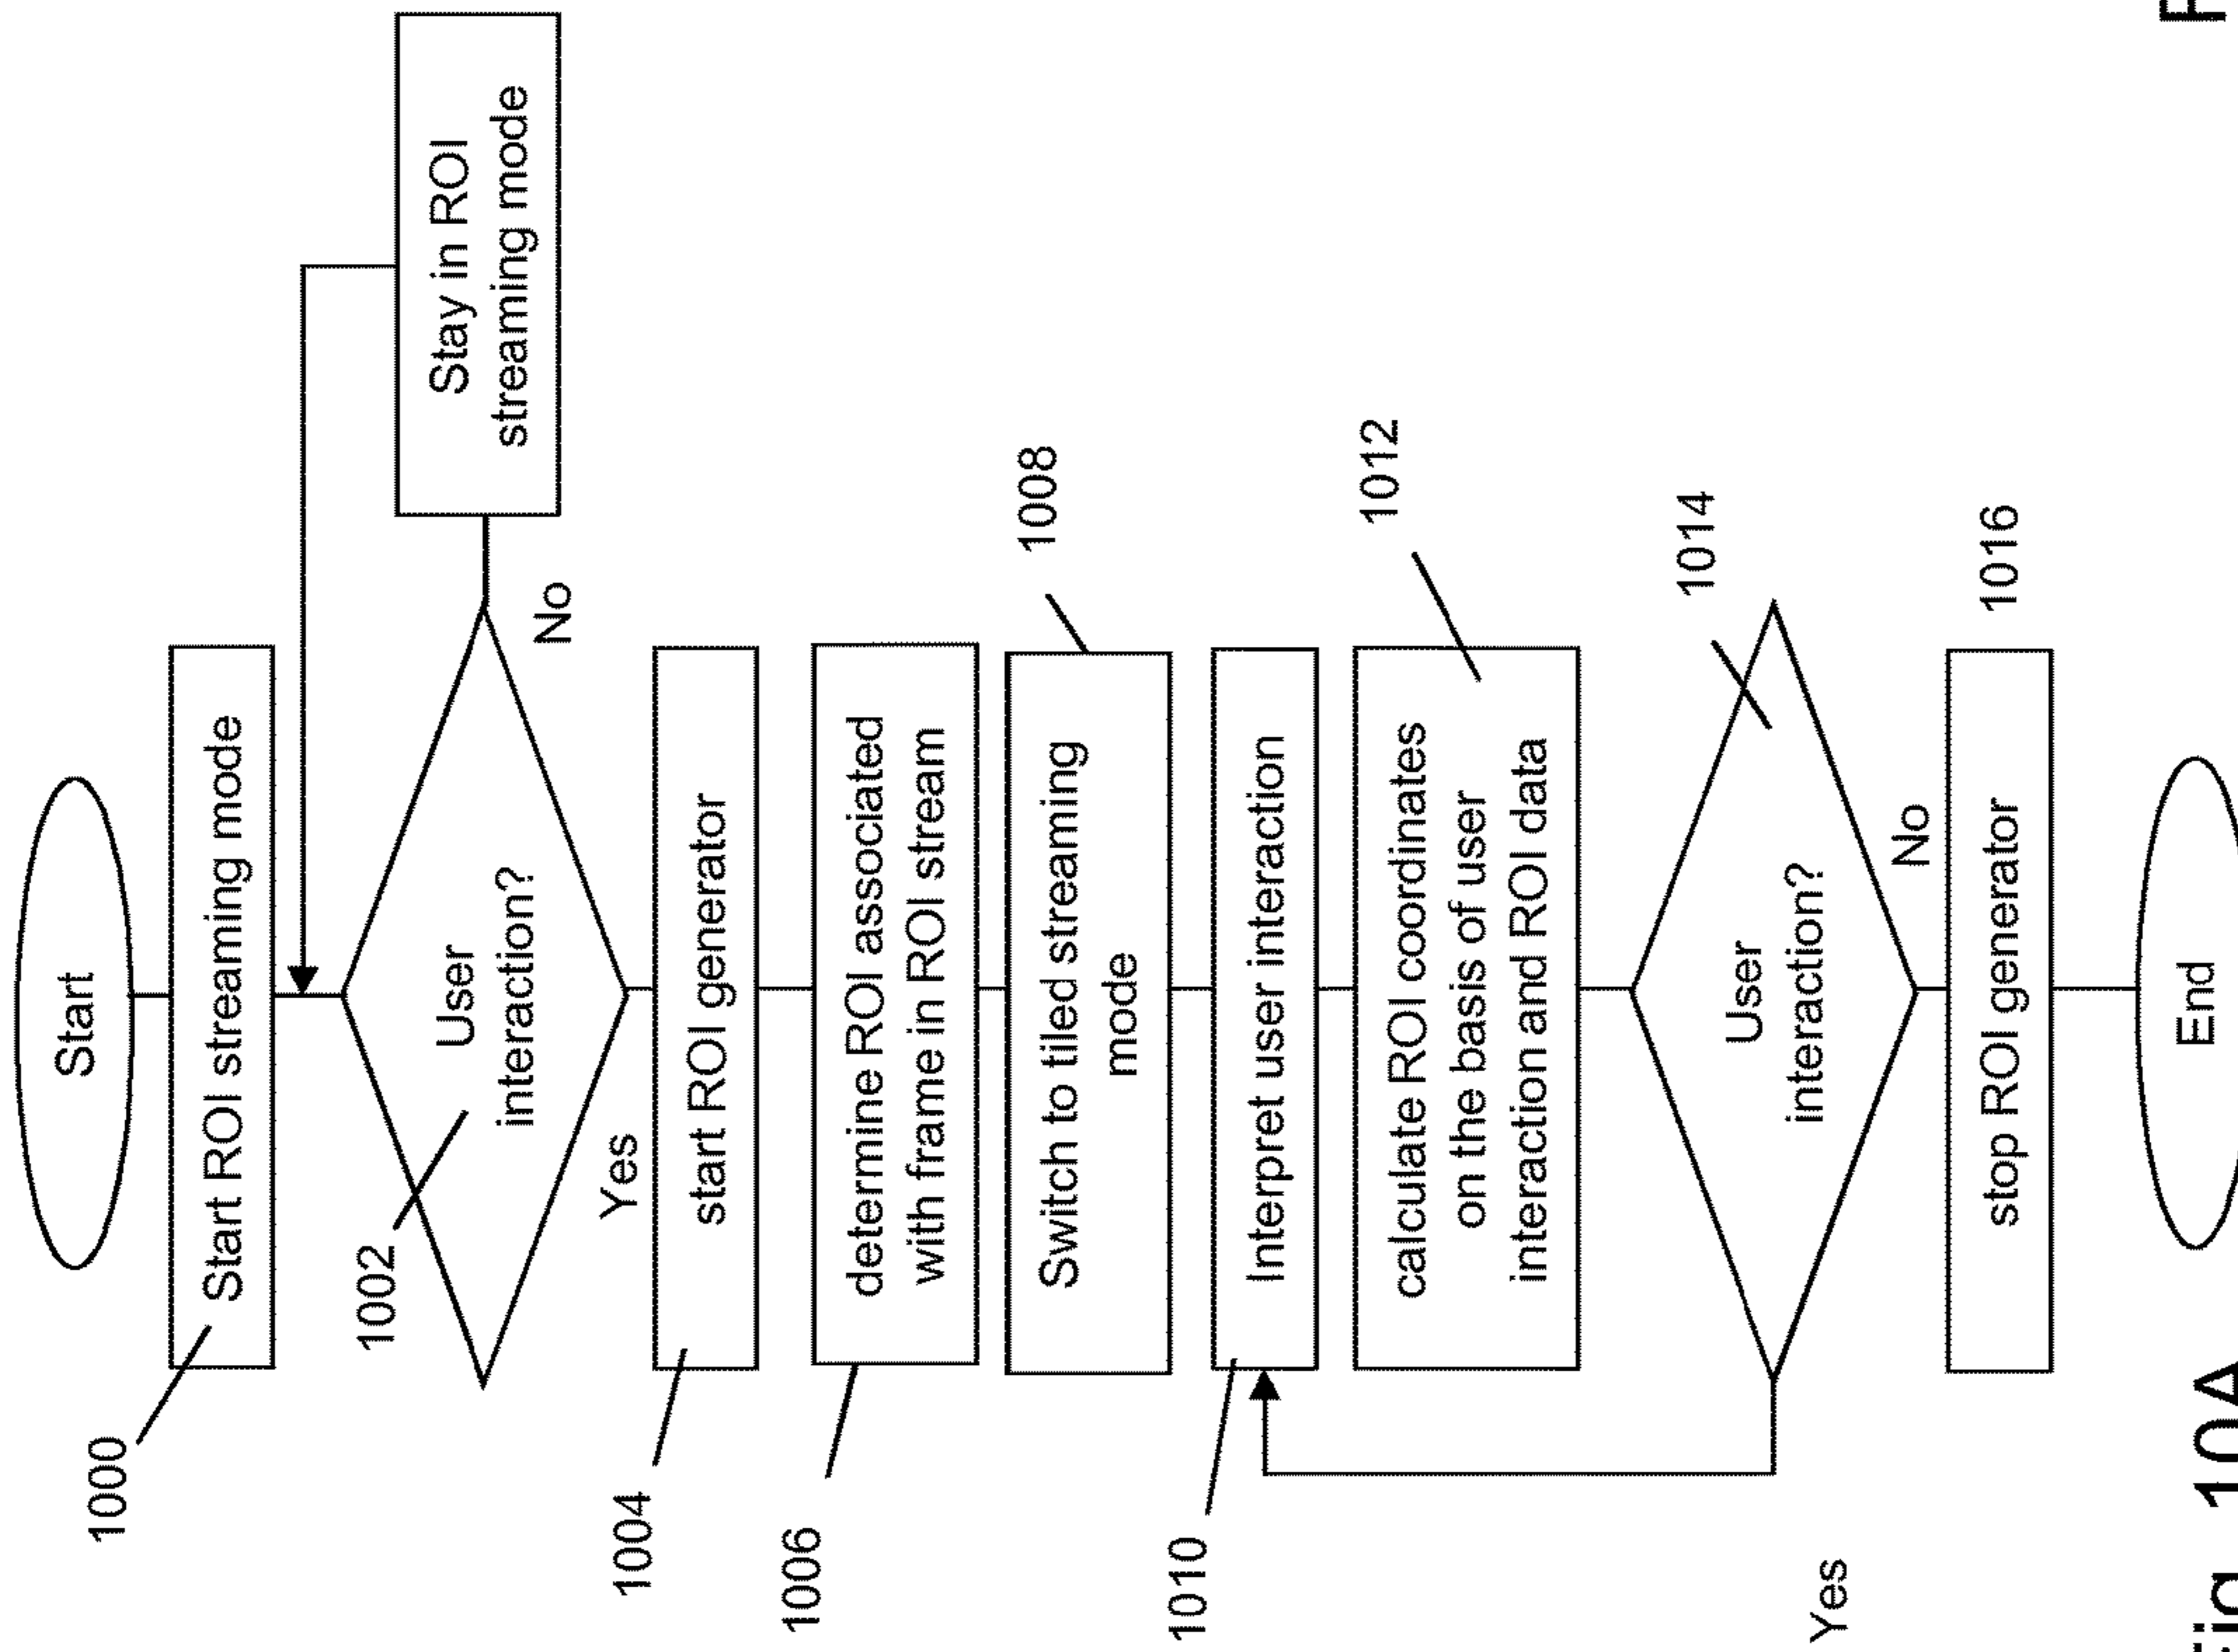 Start
1000
Start ROI streaming mode
1002
User
interaction?
No
Stay in ROI
streaming mode
Yes
1004
start ROI generator
1006
determine ROI associated
with frame in ROI stream
1008
Switch to tiled streaming
mode
1010
Interpret user interaction
1012
calculate ROI coordinates
on the basis of user
interaction and ROI data
1014
User
interaction?
Yes
No
1016
stop ROI generator
End
Fig. 10A